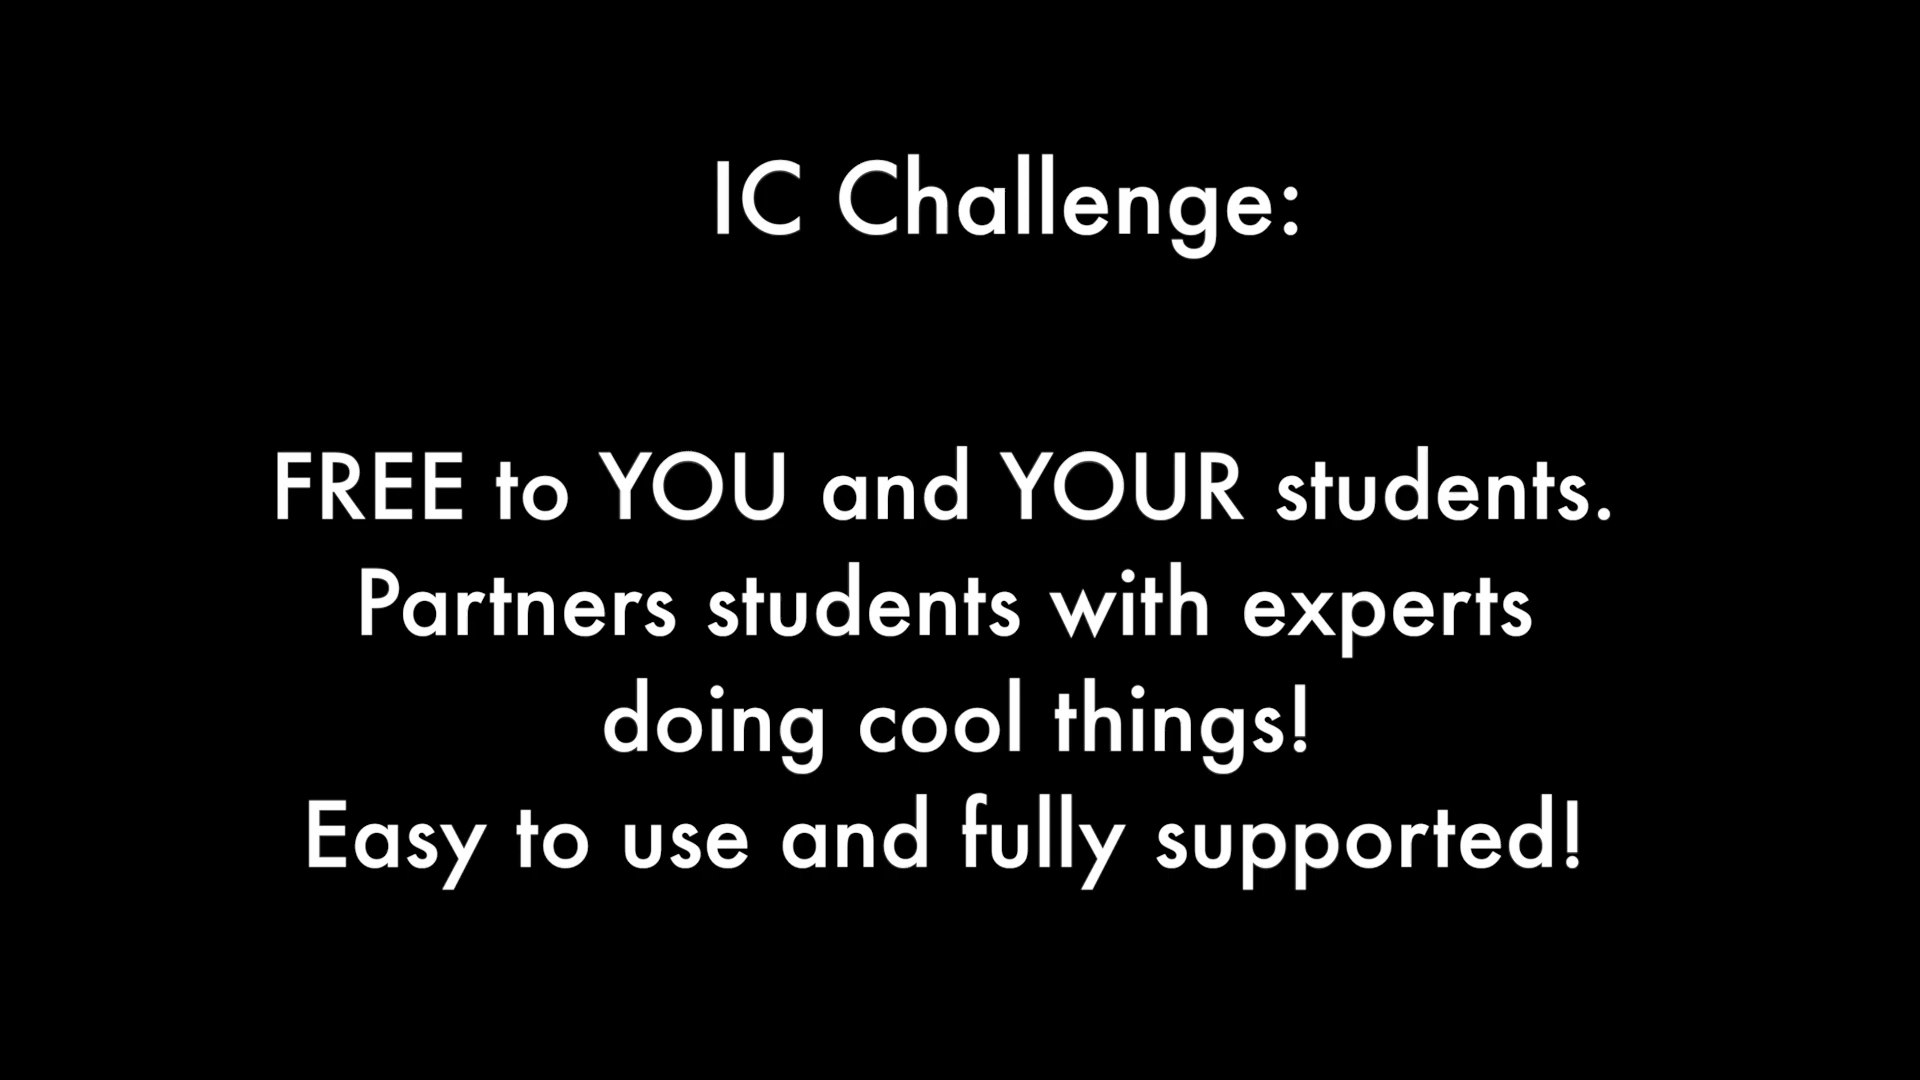 IC Challenge:
FREE to YOU and YOUR students.
Partners students with experts
doing cool things!
Easy to use and fully supported!